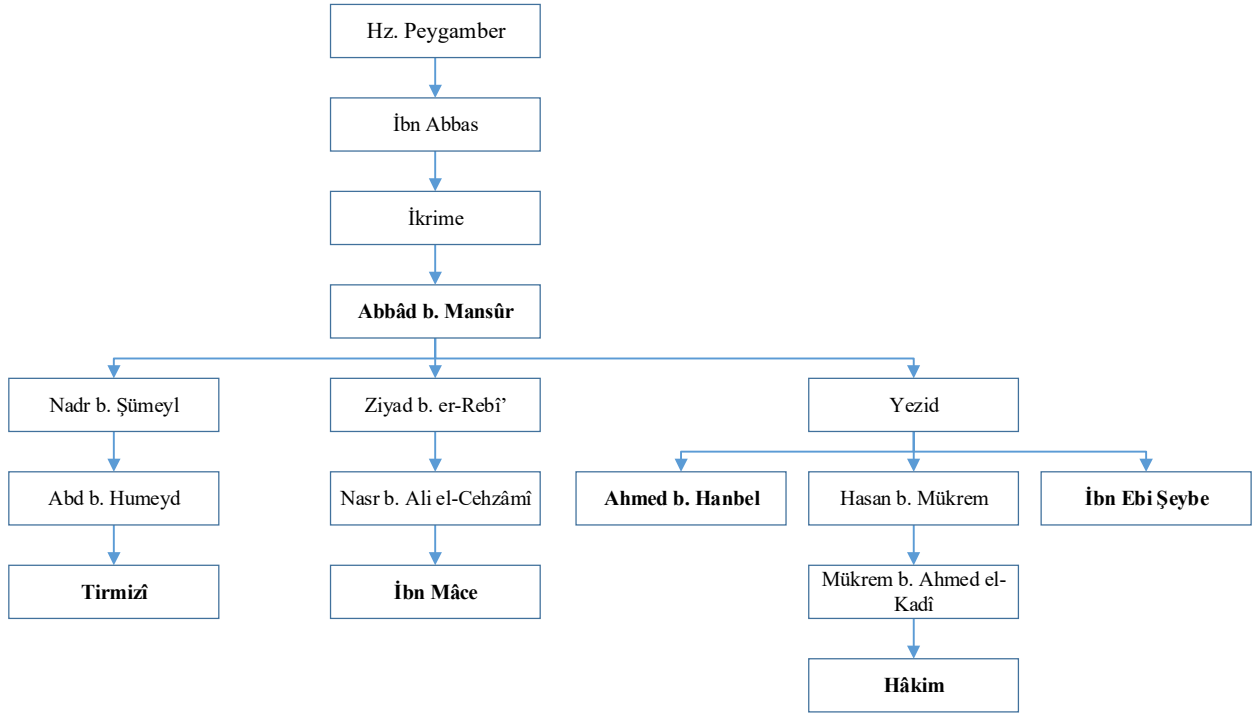 Hz. Peygamber
İbn Abbas
İkrime
Abbâd b. Mansûr
Nadr b. Şümeyl
Ziyad b. er-Rebî’
Yezid
Abd b. Humeyd
Nasr b. Ali el-Cehzâmî
Ahmed b. Hanbel
Hasan b. Mükrem
İbn Ebi Şeybe
Tirmizî
İbn Mâce
Mükrem b. Ahmed el-
Kadî
Hâkim